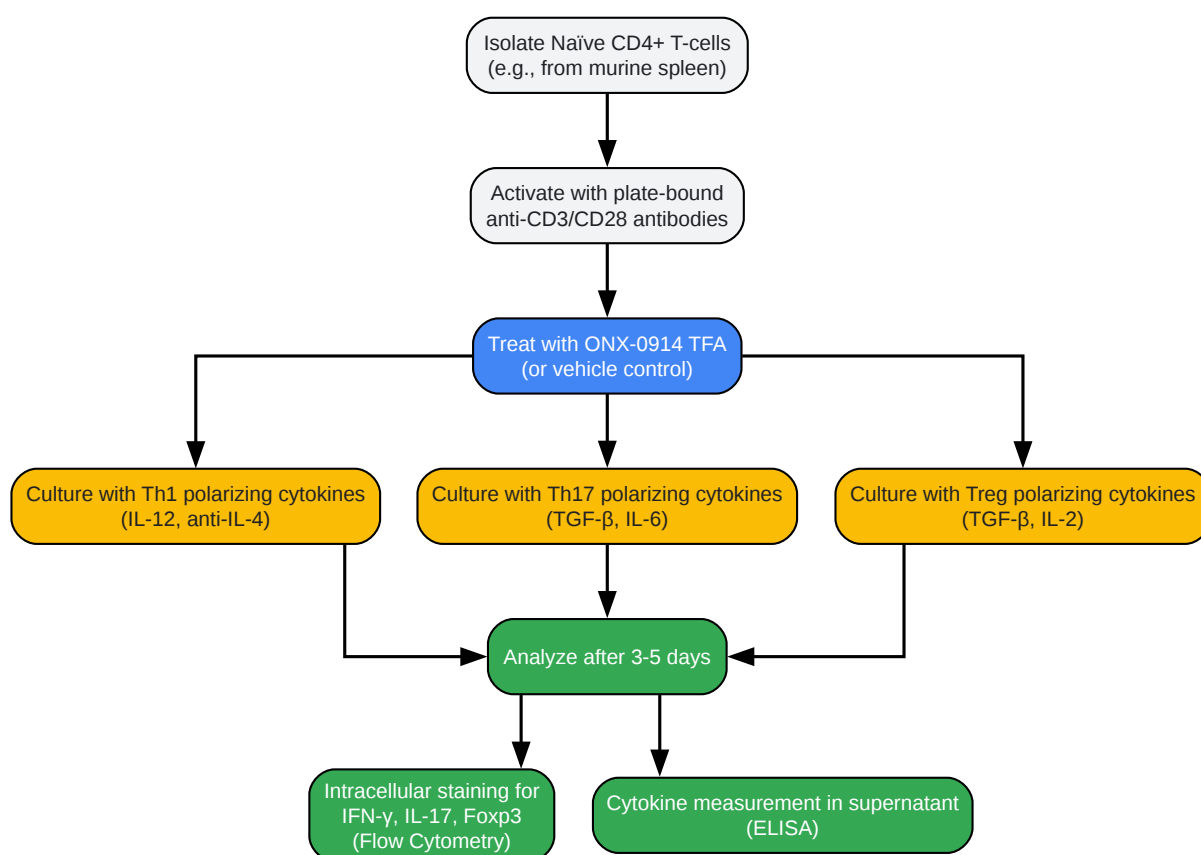 Isolate Naïve CD4+ T-cells
(e.g., from murine spleen)
Activate with plate-bound
anti-CD3/CD28 antibodies
Treat with ONX-0914 TFA
(or vehicle control)
Culture with Th1 polarizing cytokines
(IL-12, anti-IL-4)
Culture with Th17 polarizing cytokines
(TGF-β, IL-6)
Culture with Treg polarizing cytokines
(TGF-β, IL-2)
Analyze after 3-5 days
Intracellular staining for
IFN-γ, IL-17, Foxp3
(Flow Cytometry)
Cytokine measurement in supernatant
(ELISA)